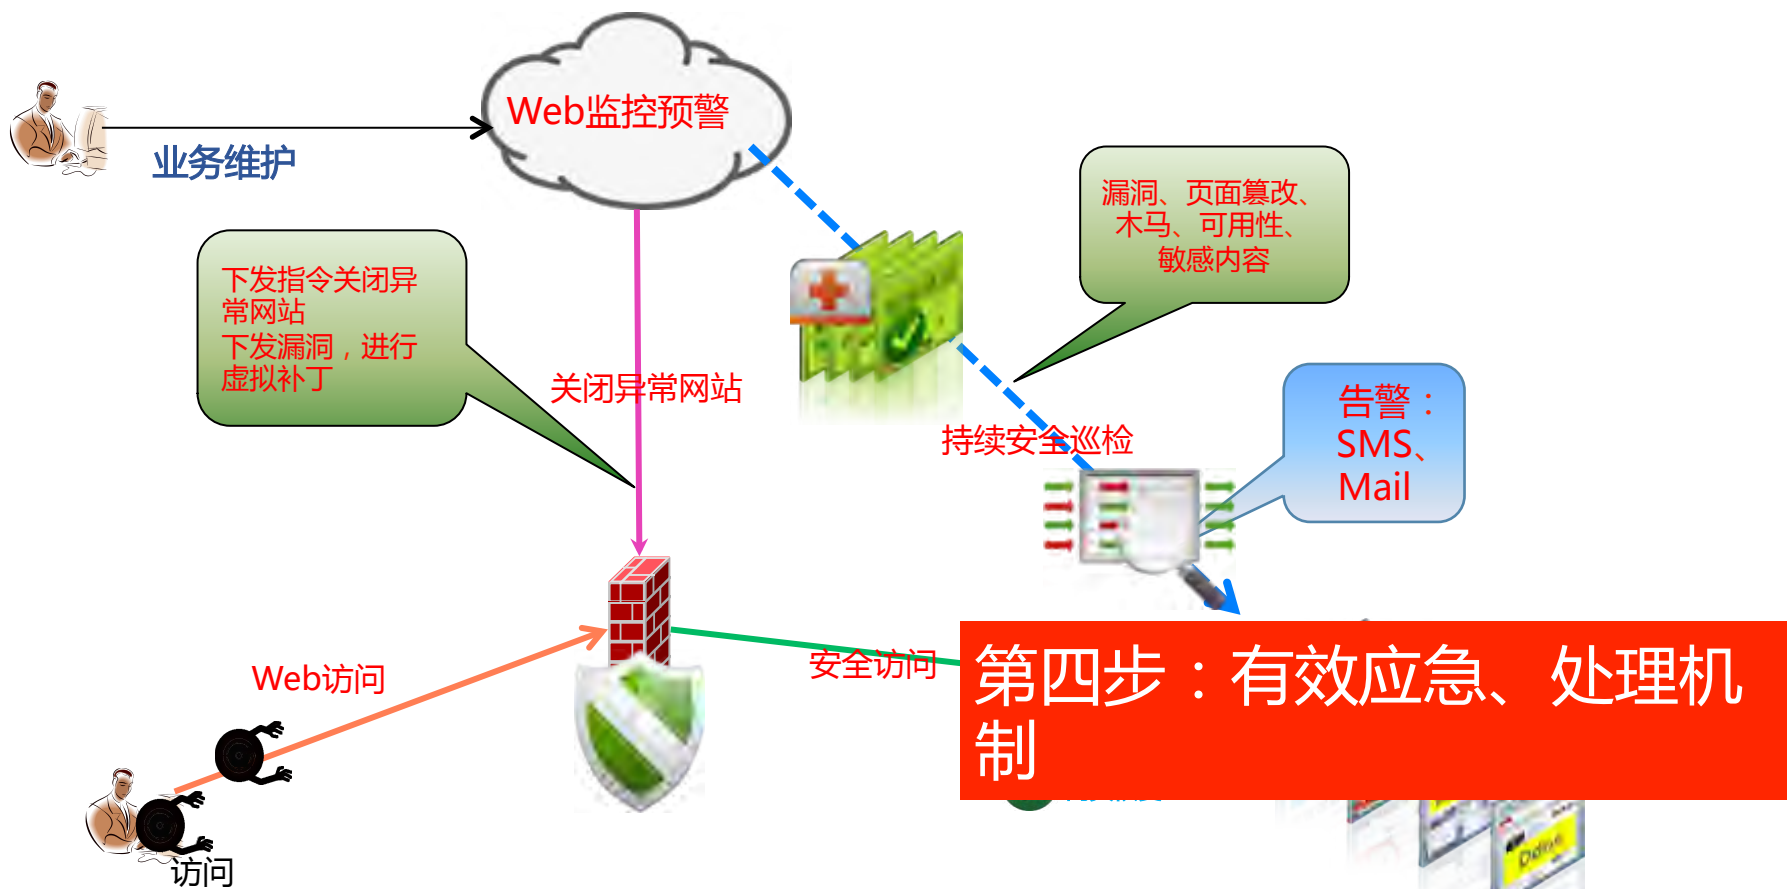 Web监控预警
业务维护
漏洞、页面篡改、
木马、可用性、
敏感内容
下发指令关闭异
常网站
下发漏洞，进行
虚拟补丁
关闭异常网站
告警：
SMS、
Mail
持续安全巡检
安全访问
Web访问
第四步：有效应急、处理机
制
访问